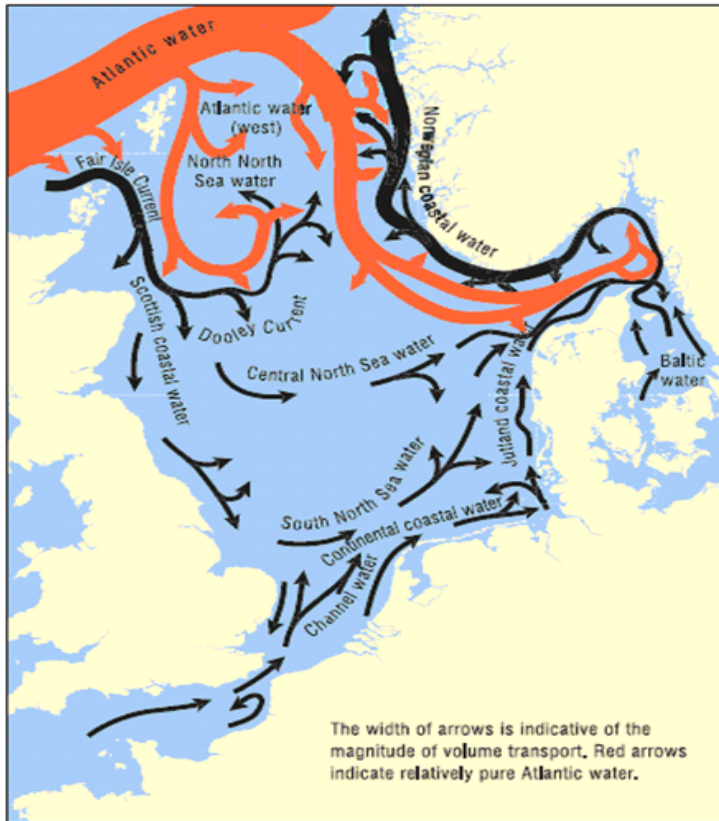 Atlantic water
Atlantic water
(west)
North North
Sea water
Fair Isle Current
Norwegian coastal water
Scottish coastal water
Dooley Current
Central North Sea water
Jutland coastal water
Baltic
water
South North Sea water
Continental coastal water
Channel water
The width of arrows is indicative of the
magnitude of volume transport. Red arrows
indicate relatively pure Atlantic water.